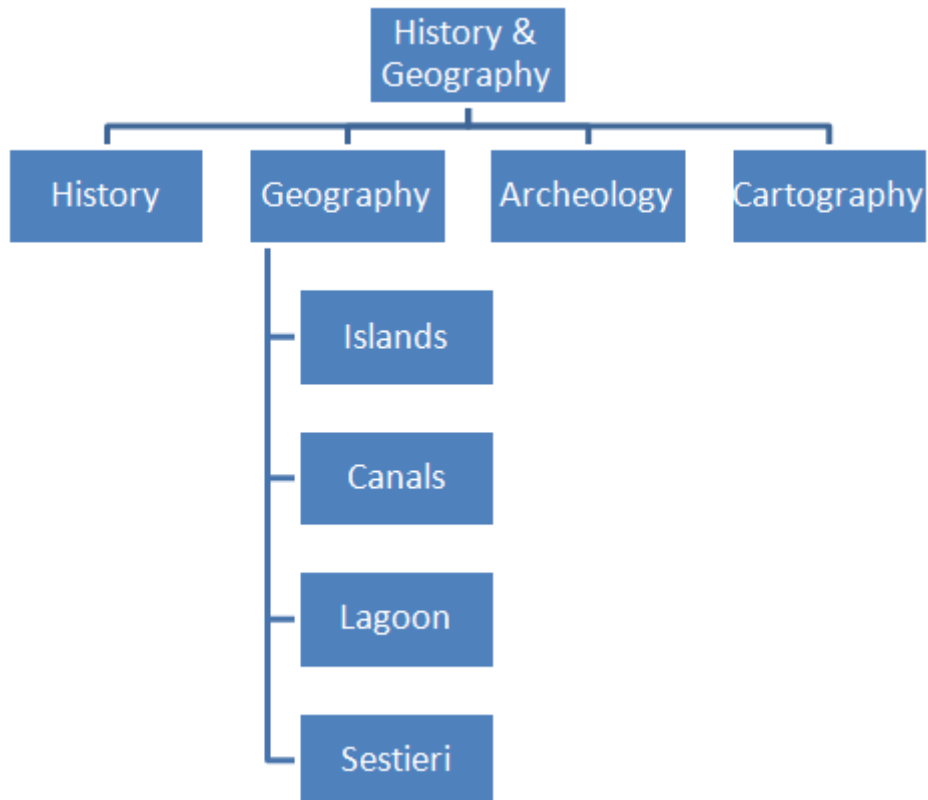 History &
Geography
History
Geography
Archeology
Cartography
Islands
Canals
Lagoon
Sestieri